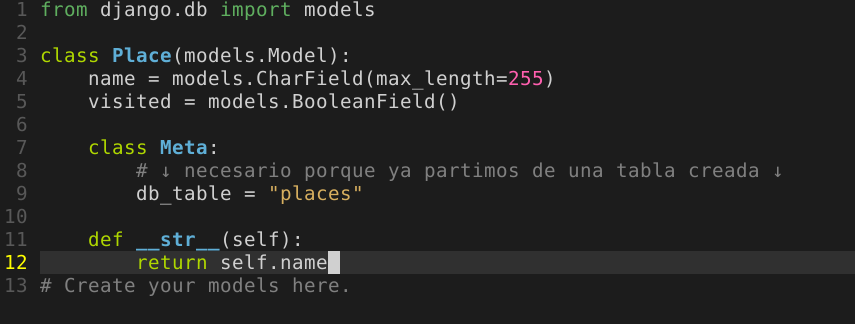 1 from django.db import models
2
3 class Place(models.Model):
4     name = models.CharField(max_length=255)
5     visited = models.BooleanField()
6
7     class Meta:
8         # ↓ necesario porque ya partimos de una tabla creada ↓
9         db_table = "places"
10
11     def __str__(self):
12         return self.name
13 # Create your models here.